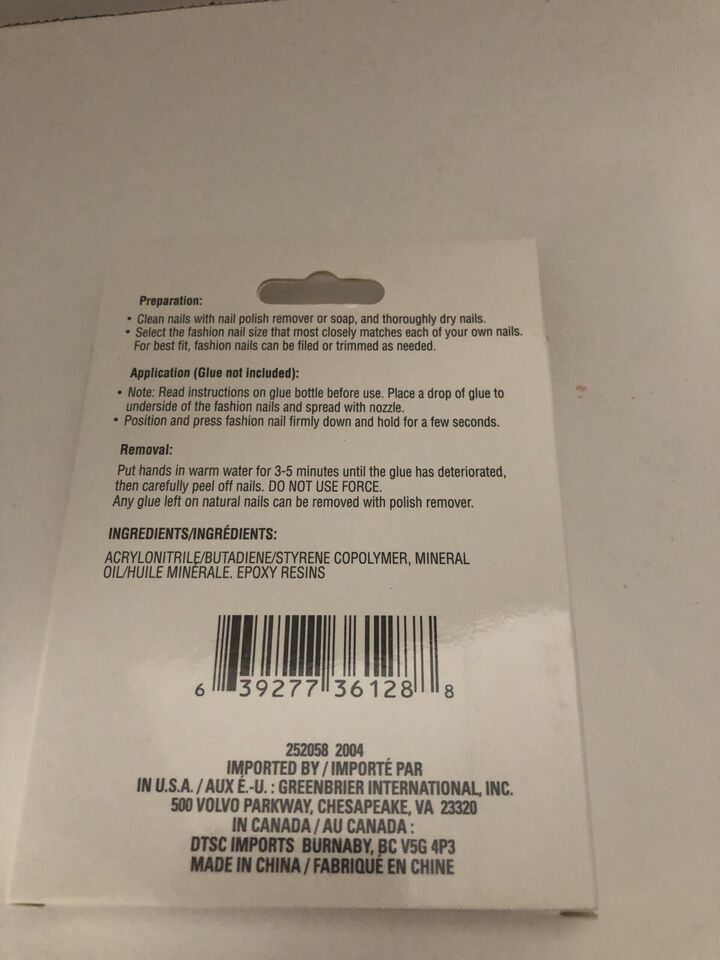 Preparation:
• Clean nails with nail polish remover or soap, and thoroughly dry nails.
• Select the fashion nail size that most closely matches each of your own nails.
For best fit, fashion nails can be filed or trimmed as needed.
Application (Glue not included):
• Note: Read instructions on glue bottle before use. Place a drop of glue to
underside of the fashion nails and spread with nozzle.
• Position and press fashion nail firmly down and hold for a few seconds.
Removal:
Put hands in warm water for 3-5 minutes until the glue has deteriorated,
then carefully peel off nails. DO NOT USE FORCE.
Any glue left on natural nails can be removed with polish remover.
INGREDIENTS/INGRÉDIENTS:
ACRYLONITRILE/BUTADIENE/STYRENE COPOLYMER, MINERAL
OIL/HUILE MINÉRALE. EPOXY RESINS
6 39277 36128 8
252058 2004
IMPORTED BY / IMPORTÉ PAR
IN U.S.A. / AUX É.-U. : GREENBRIER INTERNATIONAL, INC.
500 VOLVO PARKWAY, CHESAPEAKE, VA 23320
IN CANADA / AU CANADA :
DTSC IMPORTS BURNABY, BC V5G 4P3
MADE IN CHINA / FABRIQUÉ EN CHINE